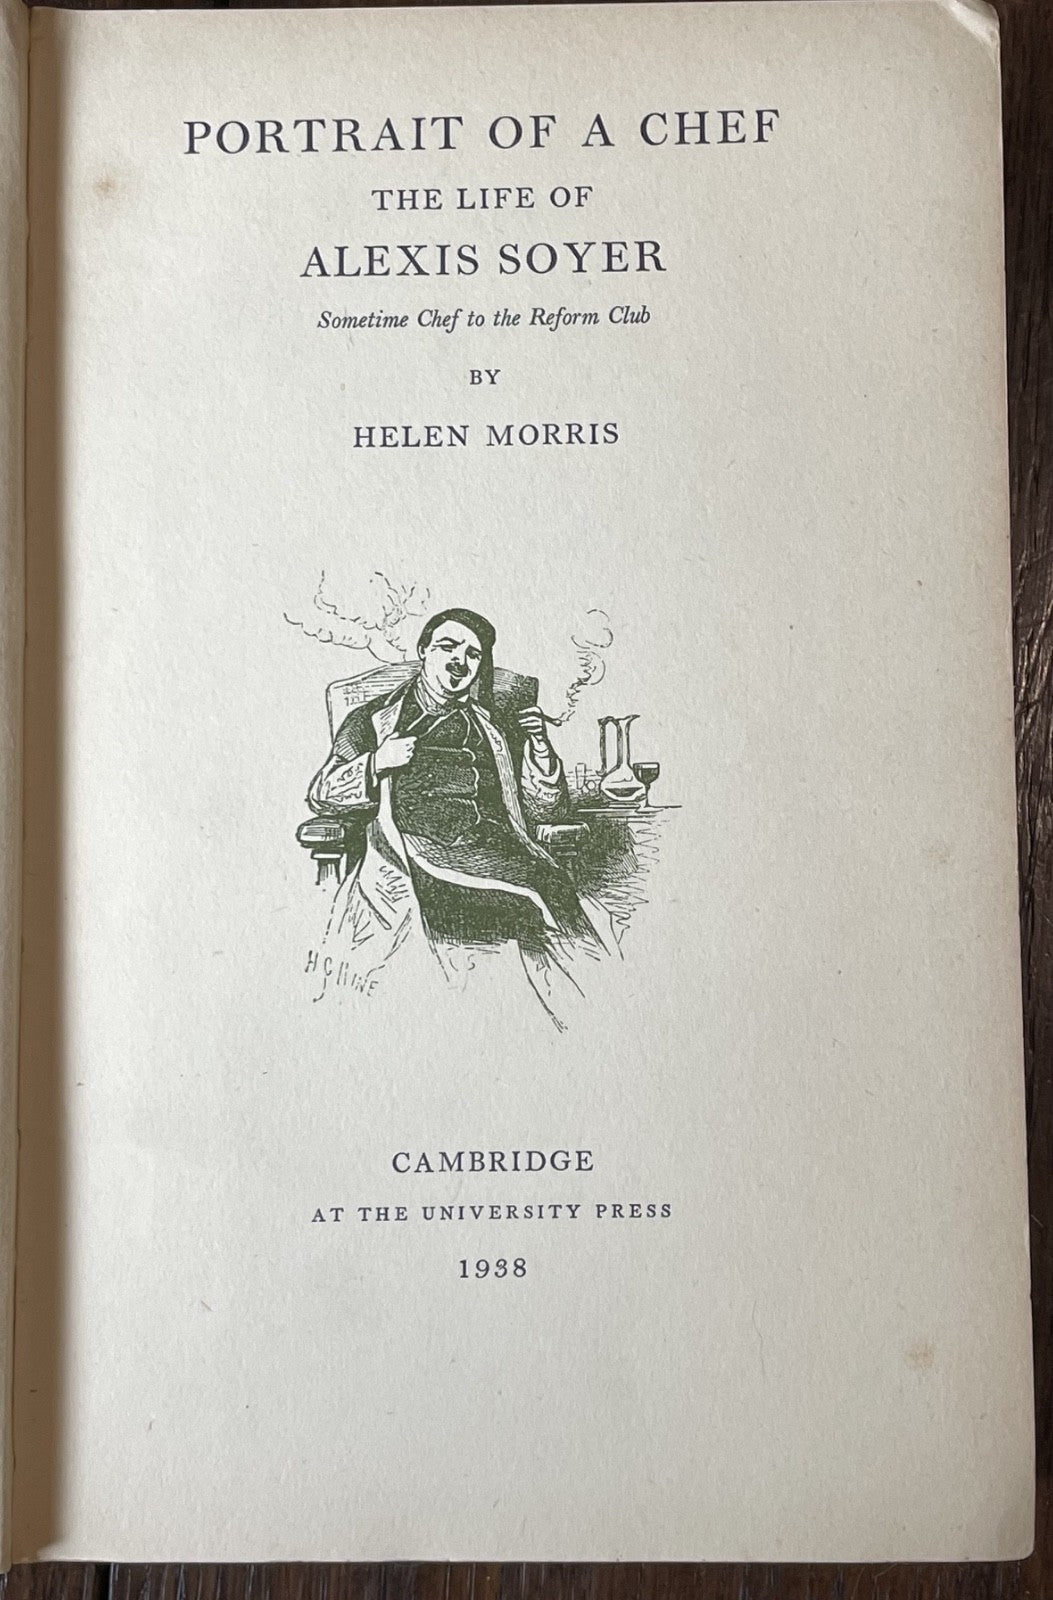 PORTRAIT OF A CHEF
THE LIFE OF
ALEXIS SOYER
Sometime Chef to the Reform Club
BY
HELEN MORRIS
H G HINE
CAMBRIDGE
AT THE UNIVERSITY PRESS
1938